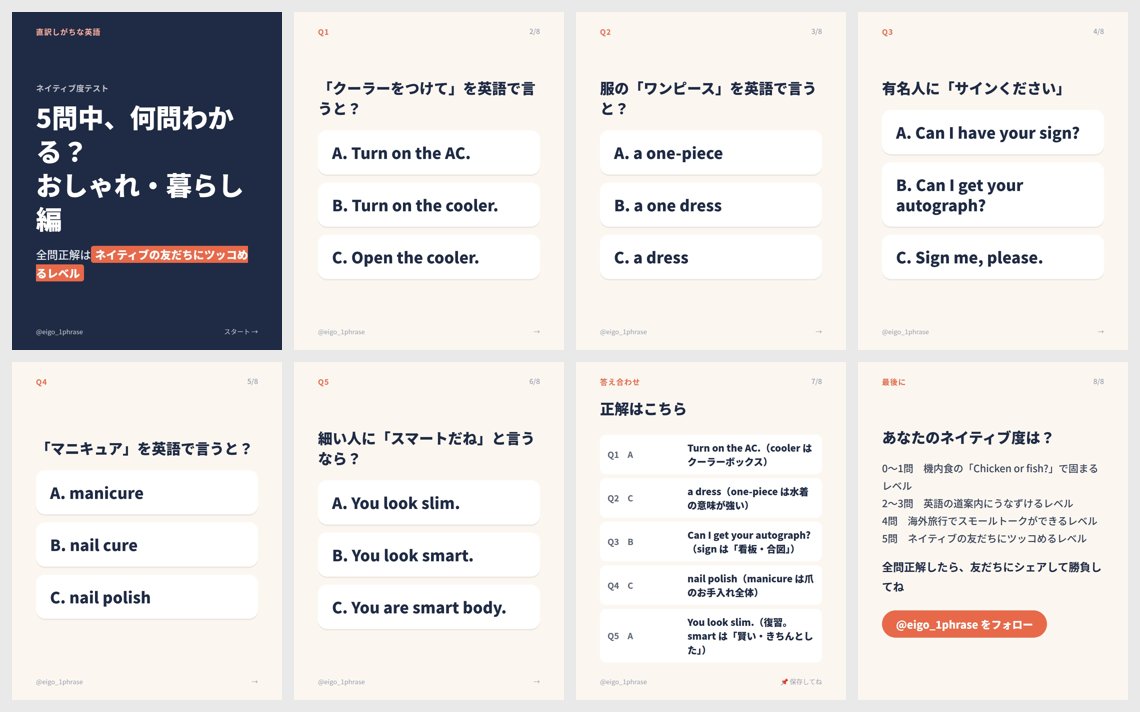 直訳しがちな英語
ネイティブ度テスト
5問中、何問わか
る？
おしゃれ・暮らし
編
全問正解は ネイティブの友だちにツッコめ
るレベル
@eigo_1phrase
スタート →
Q1
2/8
「クーラーをつけて」を英語で言
うと？
A. Turn on the AC.
B. Turn on the cooler.
C. Open the cooler.
@eigo_1phrase
→
Q2
3/8
服の「ワンピース」を英語で言う
と？
A. a one-piece
B. a one dress
C. a dress
@eigo_1phrase
→
Q3
4/8
有名人に「サインください」
A. Can I have your sign?
B. Can I get your
autograph?
C. Sign me, please.
@eigo_1phrase
→
Q4
5/8
「マニキュア」を英語で言うと？
A. manicure
B. nail cure
C. nail polish
@eigo_1phrase
→
Q5
6/8
細い人に「スマートだね」と言う
なら？
A. You look slim.
B. You look smart.
C. You are smart body.
@eigo_1phrase
→
答え合わせ
7/8
正解はこちら
Q1 A
Turn on the AC.（cooler は
クーラーボックス）
Q2 C
a dress（one-piece は水着
の意味が強い）
Q3 B
Can I get your autograph?
（sign は「看板・合図」）
Q4 C
nail polish（manicure は爪
のお手入れ全体）
Q5 A
You look slim.（復習。
smart は「賢い・きちんとし
た」）
@eigo_1phrase
📌 保存してね
最後に
8/8
あなたのネイティブ度は？
0〜1問　機内食の「Chicken or fish?」で固まる
レベル
2〜3問　英語の道案内にうなずけるレベル
4問　海外旅行でスモールトークができるレベル
5問　ネイティブの友だちにツッコめるレベル
全問正解したら、友だちにシェアして勝負し
てね
@eigo_1phrase をフォロー